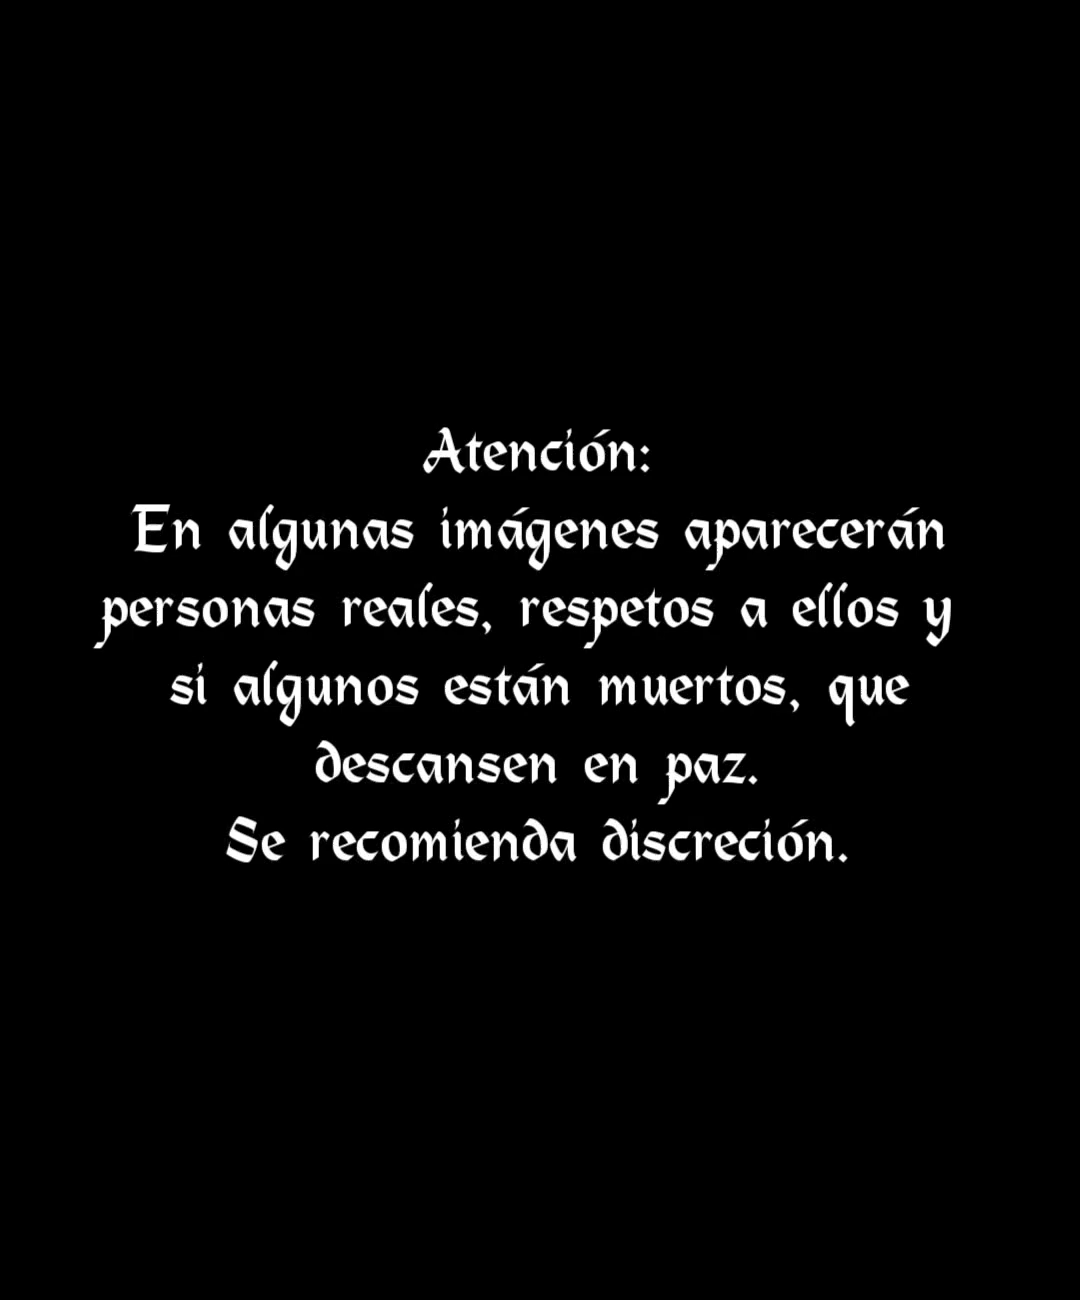 Atención:
En algunas imágenes aparecerán
personas reales, respetos a ellos y
si algunos están muertos, que
descansen en paz.
Se recomienda discreción.